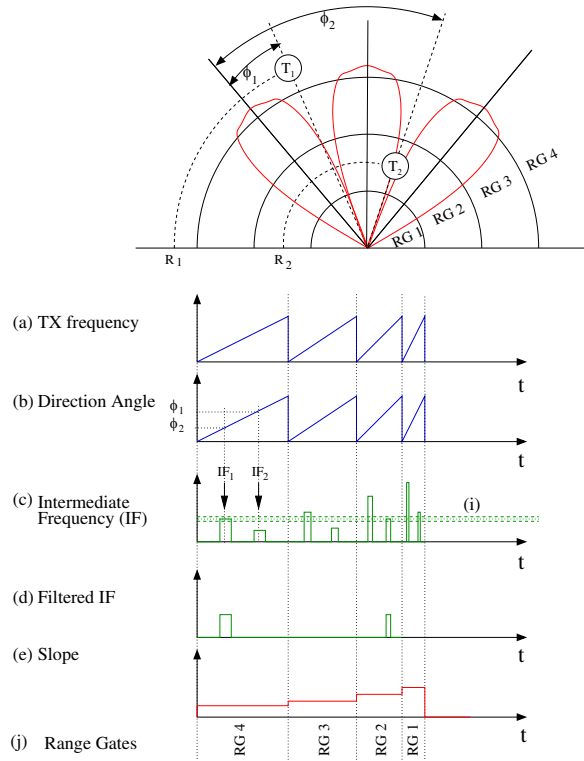 ϕ2
ϕ1
T1
T2
RG 1
RG 2
RG 3
RG 4
R1
R2
(a) TX frequency
t
(b) Direction Angle
ϕ1
ϕ2
t
IF1
IF2
(c) Intermediate
Frequency (IF)
(i)
t
(d) Filtered IF
t
(e) Slope
t
(j) Range Gates
RG 4
RG 3
RG 2
RG 1